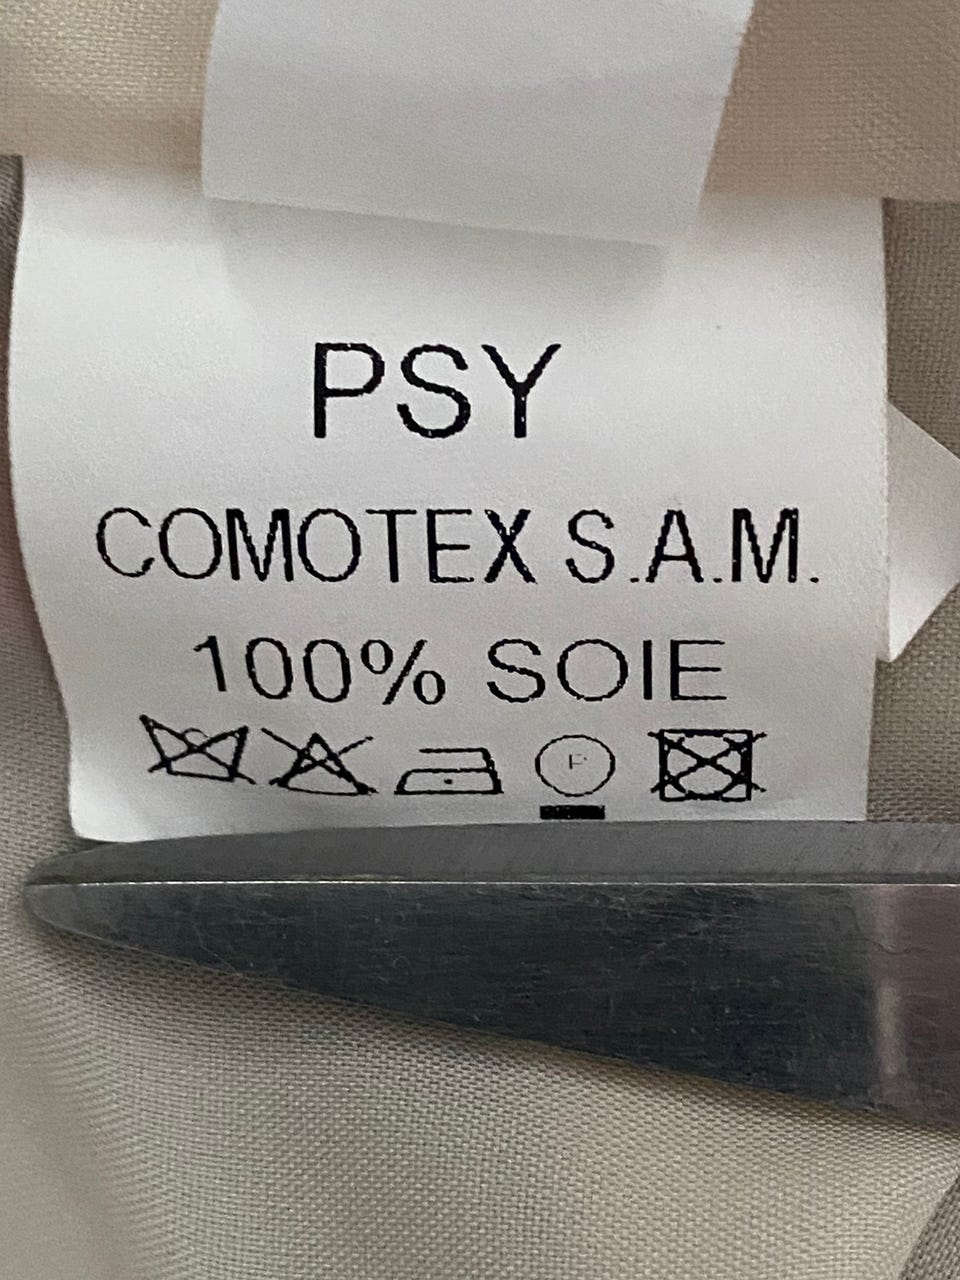 PSY
COMOTEX S.A.M.
100% SOIE